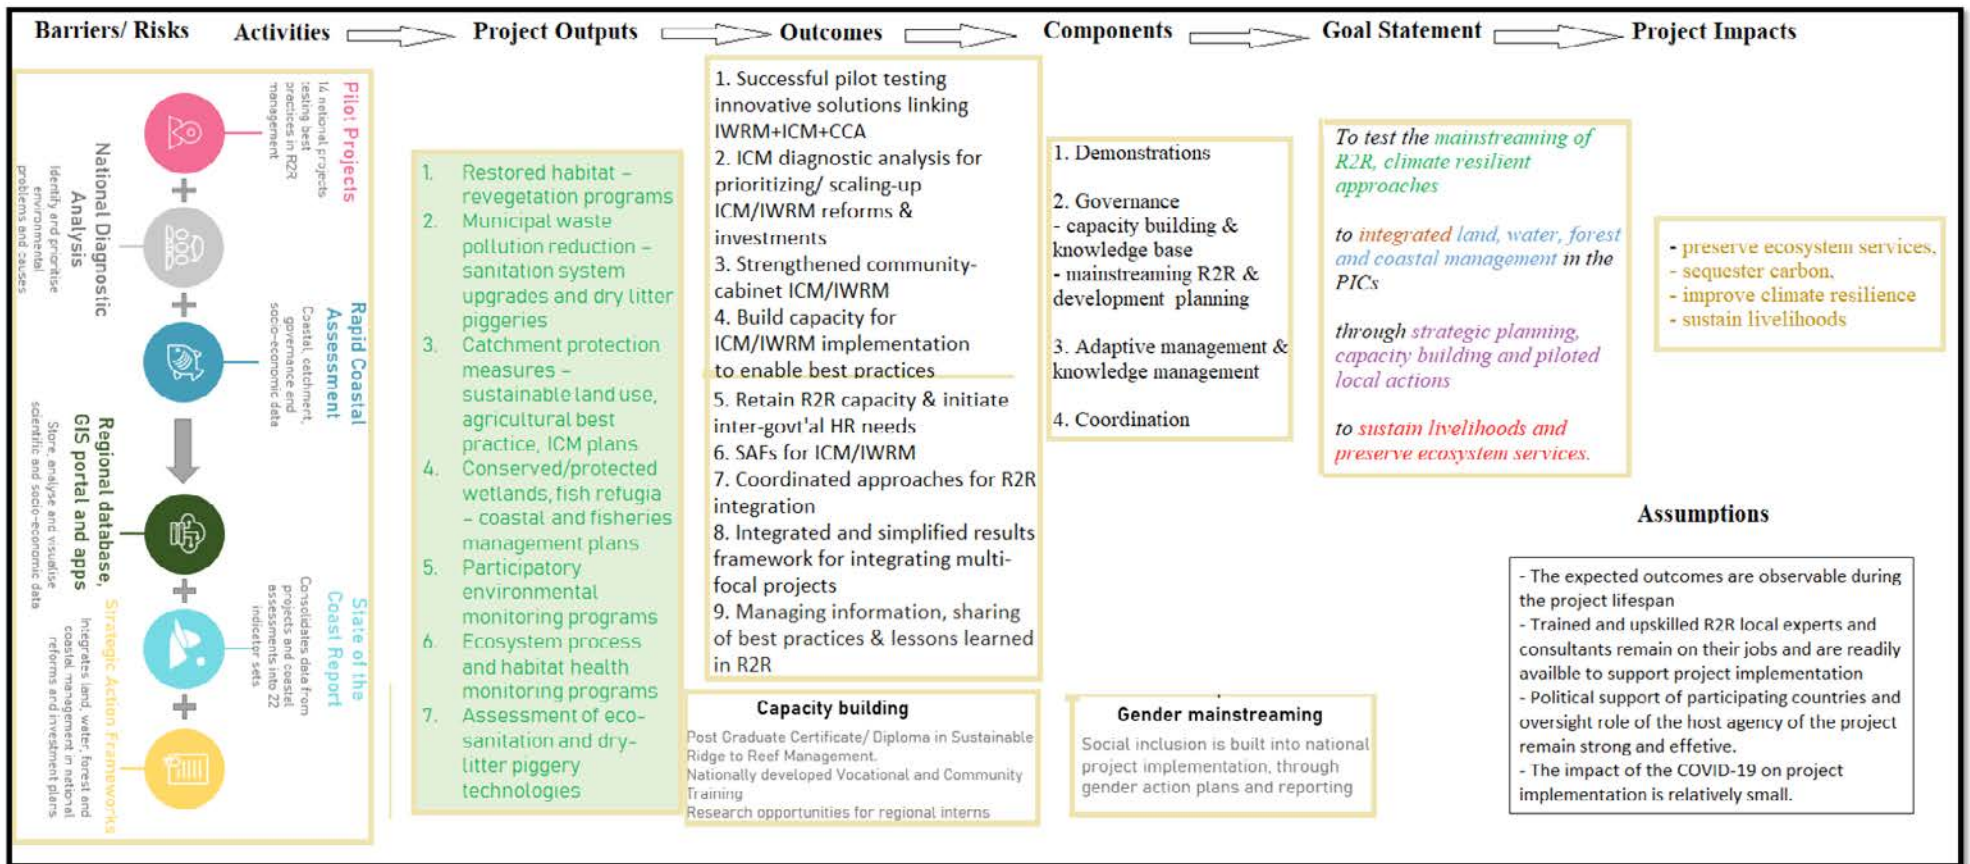 Barriers/ Risks
Activities
Project Outputs
Outcomes
Components
Goal Statement
Project Impacts
Pilot Projects
14 national projects
testing best
practices in R2R
management
National Diagnostic
Analysis
Identify and prioritise
environmental
problems and causes
Rapid Coastal
Assessment
Coastal, catchment,
governance and
socio-economic data
Regional database,
GIS portal and apps
Store, analyse and visualise
scientific and socio-economic data
State of the
Coast Report
Consolidates data from
projects and coastal
assessments into 22
indicator sets
Strategic Action Frameworks
Integrates land, water, forest and
coastal management in national
reforms and investment plans
1. Restored habitat –
revegetation programs
2. Municipal waste
pollution reduction –
sanitation system
upgrades and dry litter
piggeries
3. Catchment protection
measures –
sustainable land use,
agricultural best
practice, ICM plans
4. Conserved/protected
wetlands, fish refugia
– coastal and fisheries
management plans
5. Participatory
environmental
monitoring programs
6. Ecosystem process
and habitat health
monitoring programs
7. Assessment of eco-
sanitation and dry-
litter piggery
technologies
1. Successful pilot testing
innovative solutions linking
IWRM+ICM+CCA
2. ICM diagnostic analysis for
prioritizing/ scaling-up
ICM/IWRM reforms &
investments
3. Strengthened community-
cabinet ICM/IWRM
4. Build capacity for
ICM/IWRM implementation
to enable best practices
5. Retain R2R capacity & initiate
inter-govt'al HR needs
6. SAFs for ICM/IWRM
7. Coordinated approaches for R2R
integration
8. Integrated and simplified results
framework for integrating multi-
focal projects
9. Managing information, sharing
of best practices & lessons learned
in R2R
Capacity building
Post Graduate Certificate/ Diploma in Sustainable
Ridge to Reef Management.
Nationally developed Vocational and Community
Training
Research opportunities for regional interns
1. Demonstrations
2. Governance
- capacity building &
knowledge base
- mainstreaming R2R &
development planning
3. Adaptive management &
knowledge management
4. Coordination
Gender mainstreaming
Social inclusion is built into national
project implementation, through
gender action plans and reporting
To test the mainstreaming of
R2R, climate resilient
approaches
to integrated land, water, forest
and coastal management in the
PICs
through strategic planning,
capacity building and piloted
local actions
to sustain livelihoods and
preserve ecosystem services.
- preserve ecosystem services,
- sequester carbon,
- improve climate resilience
- sustain livelihoods
Assumptions
- The expected outcomes are observable during
the project lifespan
- Trained and upskilled R2R local experts and
consultants remain on their jobs and are readily
availble to support project implementation
- Political support of participating countries and
oversight role of the host agency of the project
remain strong and effetive.
- The impact of the COVID-19 on project
implementation is relatively small.